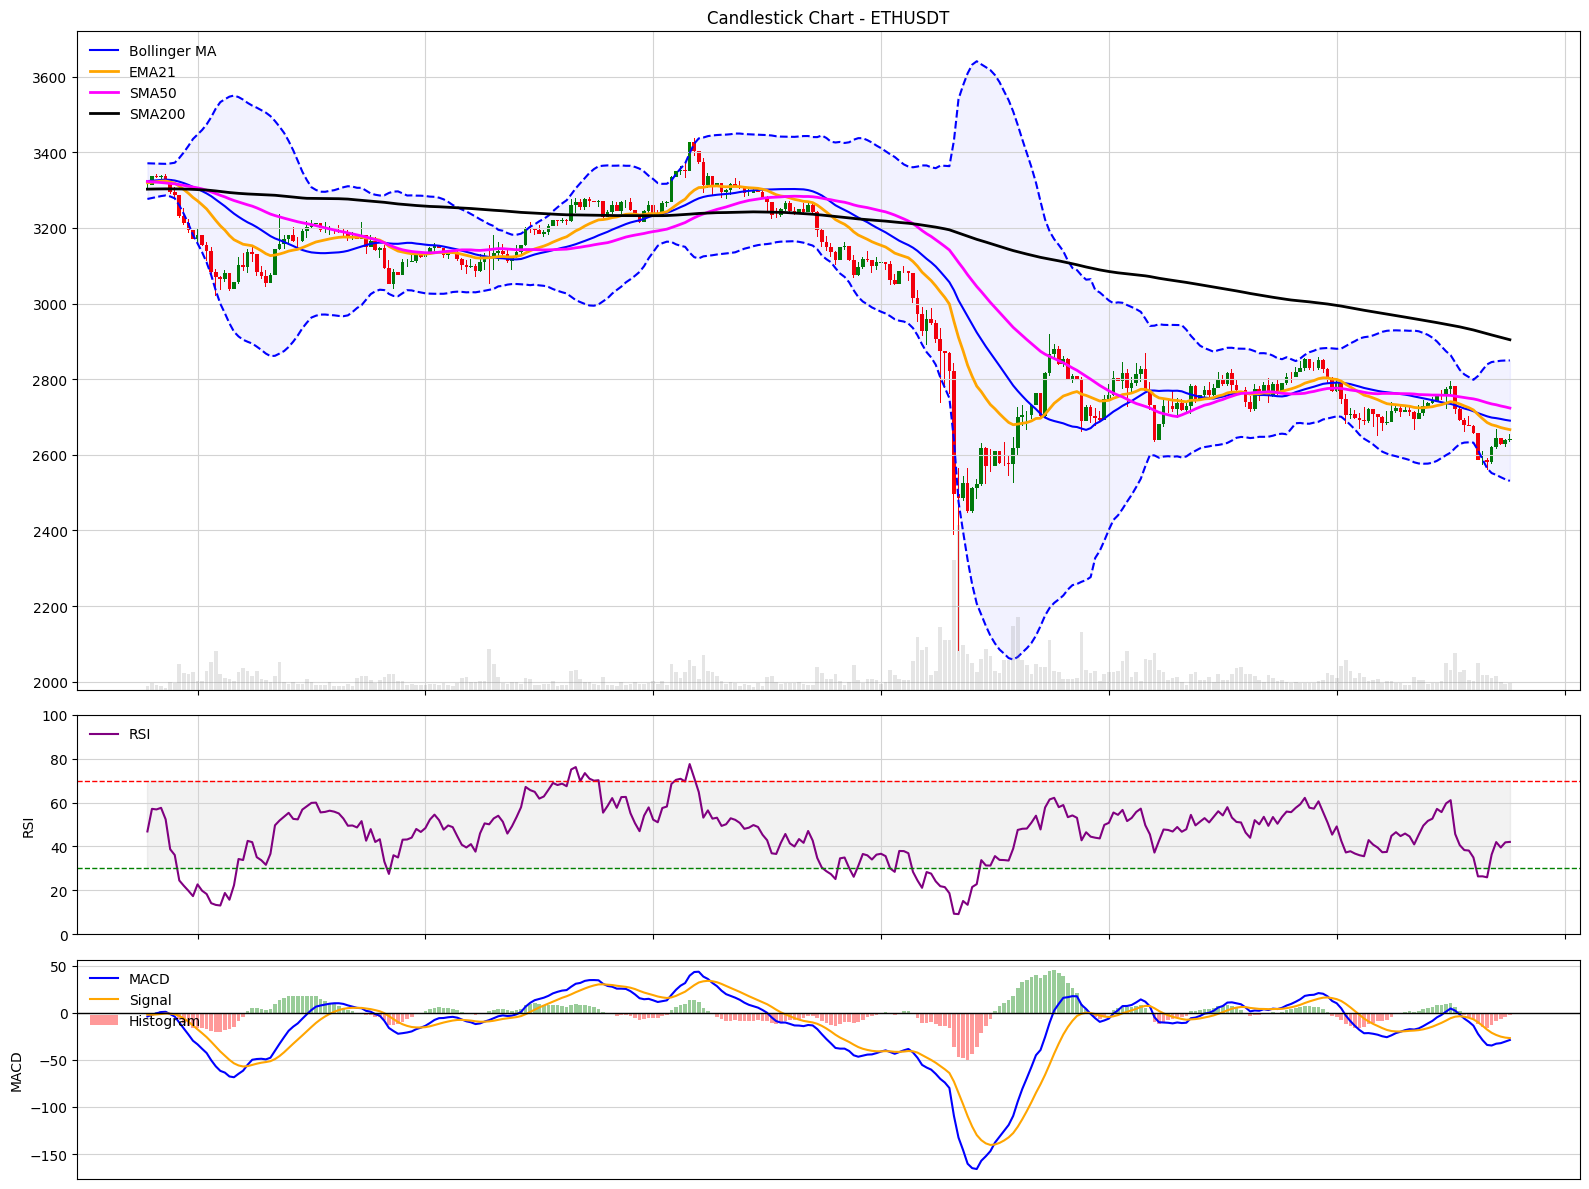 Candlestick Chart - ETHUSDT
Bollinger MA
EMA21
SMA50
SMA200
3600
3400
3200
3000
2800
2600
2400
2200
2000
RSI
RSI
100
80
60
40
20
0
MACD
Signal
Histogram
MACD
50
0
−50
−100
−150